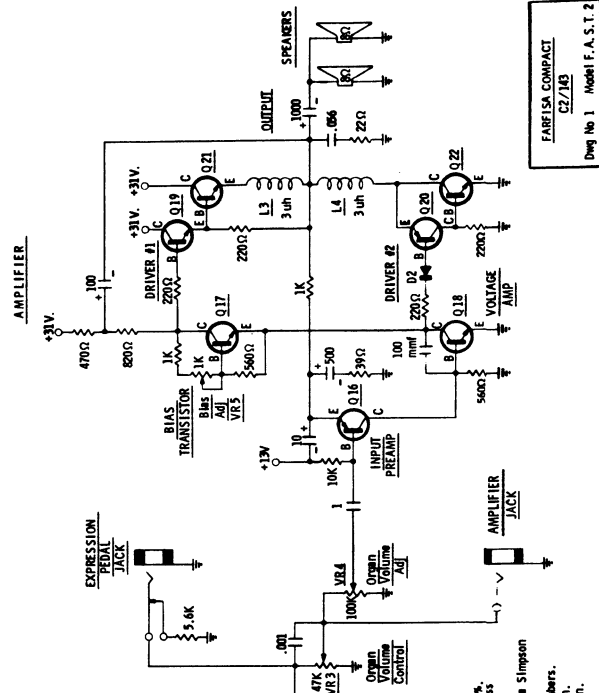 FARFISA COMPACT
C2/143
Dwg No 1 Model F.A.S.T. 2
AMPLIFIER
+31V.
470Ω
820Ω
+ 100 -
+31V.
+31V.
Q19
Q21
C
C
B
B
E
E
DRIVER #1
220Ω
220Ω
L3
3 uh
L4
3 uh
OUTPUT
+ 1000 -
.056
22Ω
SPEAKERS
8Ω
8Ω
1K
1K
BIAS
TRANSISTOR
Bias
Adj
VR5
560Ω
Q17
C
B
E
1K
DRIVER #2
220Ω
D2
Q20
E
B
C
Q22
C
B
E
220Ω
+13V
10
+
-
+ 500
-
39Ω
10K
Q16
E
B
C
INPUT
PREAMP
100
mmf
560Ω
Q18
C
B
E
VOLTAGE
AMP
EXPRESSION
PEDAL
JACK
5.6K
.001
47K
VR3
Organ
Volume
Control
VR4
100K
Organ
Volume
Adj
1
AMPLIFIER
JACK
%.
ss
e Simpson
bers.
n.
n.